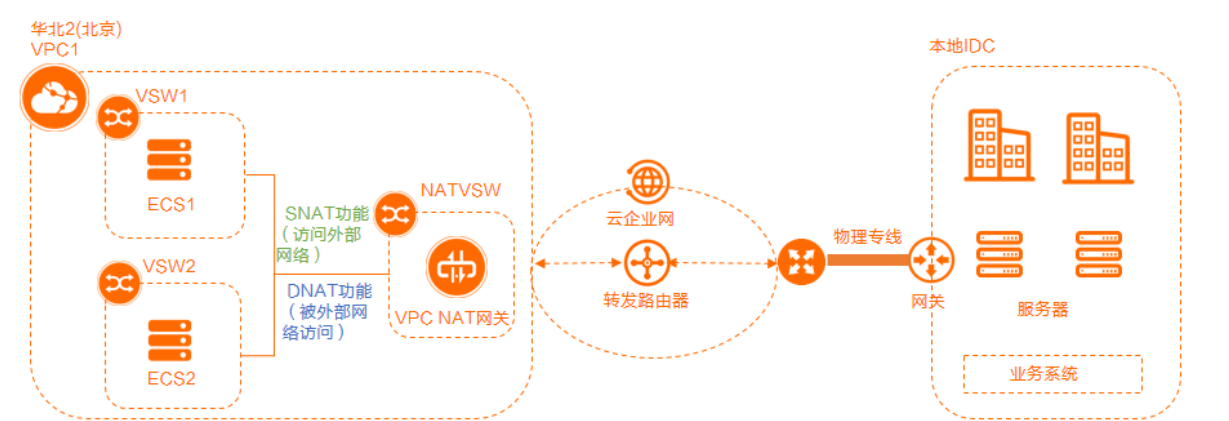 华北2(北京)
VPC1
VSW1
ECS1
VSW2
ECS2
SNAT功能
（访问外部
网络）
DNAT功能
（被外部网
络访问）
NATVSW
VPC NAT网关
云企业网
转发路由器
物理专线
网关
本地IDC
服务器
业务系统